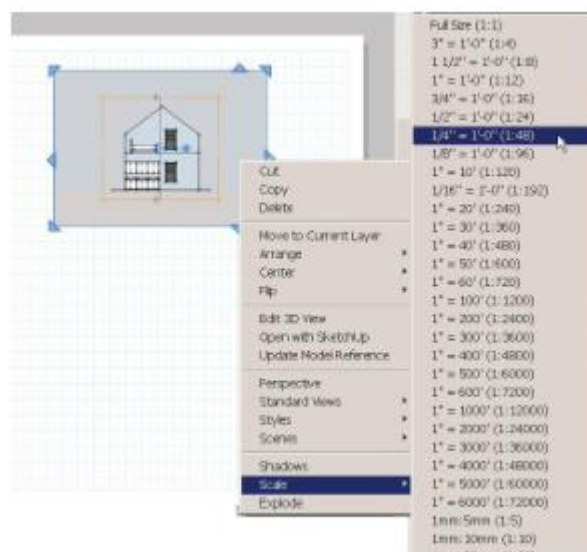 Cut
Copy
Delete
Move to Current Layer
Arrange
Center
Flip
Edit 3D View
Open with SketchUp
Update Model Reference
Perspective
Standard Views
Styles
Scenes
Shadows
Scale
Explode
Full Size (1:1)
3" = 1'-0" (1:4)
1 1/2" = 1'-0" (1:8)
1" = 1'-0" (1:12)
3/4" = 1'-0" (1:16)
1/2" = 1'-0" (1:24)
1/4" = 1'-0" (1:48)
1/8" = 1'-0" (1:96)
1" = 10' (1:120)
1/16" = 1'-0" (1:192)
1" = 20' (1:240)
1" = 30' (1:360)
1" = 40' (1:480)
1" = 50' (1:600)
1" = 60' (1:720)
1" = 100' (1:1200)
1" = 200' (1:2400)
1" = 300' (1:3600)
1" = 400' (1:4800)
1" = 500' (1:6000)
1" = 600' (1:7200)
1" = 1000' (1:12000)
1" = 2000' (1:24000)
1" = 3000' (1:36000)
1" = 4000' (1:48000)
1" = 5000' (1:60000)
1" = 6000' (1:72000)
1mm:5mm (1:5)
1mm:10mm (1:10)